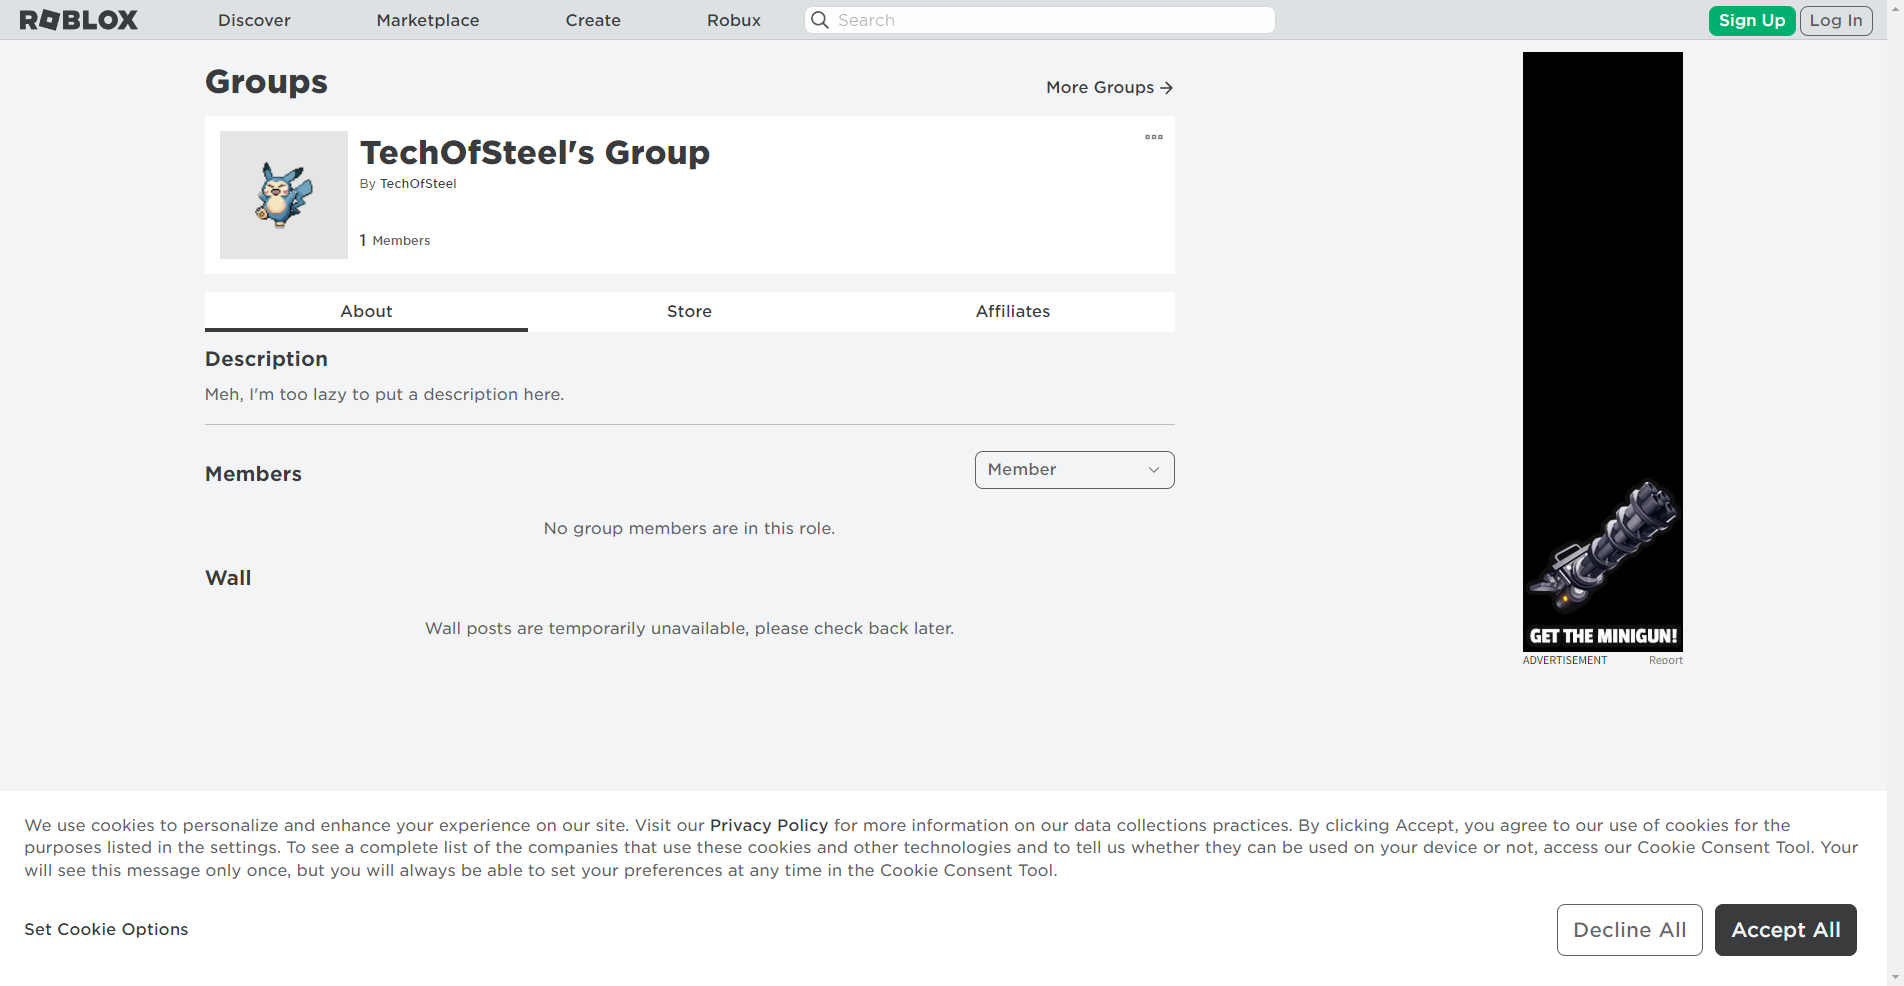 ROBLOX
Discover
Marketplace
Create
Robux
Search
Sign Up
Log In
Groups
More Groups
TechOfSteel's Group
By TechOfSteel
1 Members
About
Store
Affiliates
Description
Meh, I'm too lazy to put a description here.
Members
Member
No group members are in this role.
Wall
Wall posts are temporarily unavailable, please check back later.
GET THE MINIGUN!
ADVERTISEMENT
Report
We use cookies to personalize and enhance your experience on our site. Visit our Privacy Policy for more information on our data collections practices. By clicking Accept, you agree to our use of cookies for the
purposes listed in the settings. To see a complete list of the companies that use these cookies and other technologies and to tell us whether they can be used on your device or not, access our Cookie Consent Tool. Your
will see this message only once, but you will always be able to set your preferences at any time in the Cookie Consent Tool.
Set Cookie Options
Decline All
Accept All